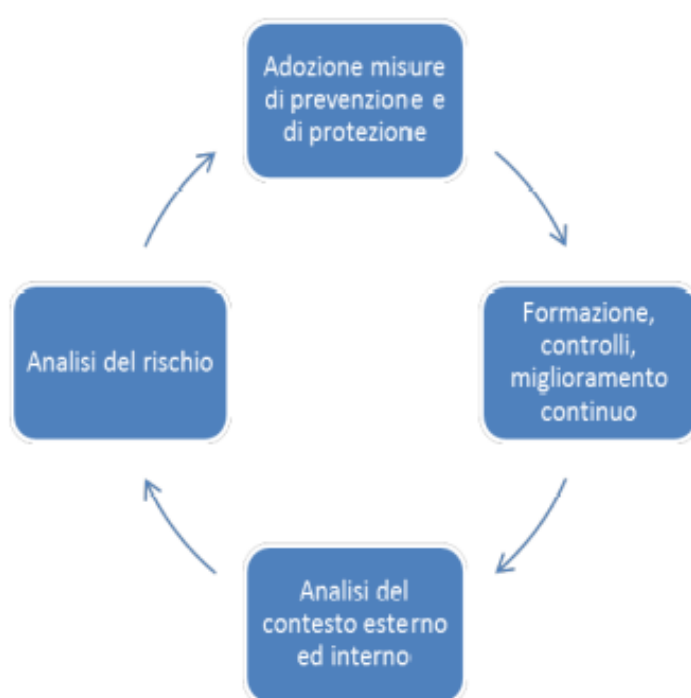 Adozione misure
di prevenzione e
di protezione
Formazione,
controlli,
miglioramento
continuo
Analisi del rischio
Analisi del
contesto esterno
ed interno